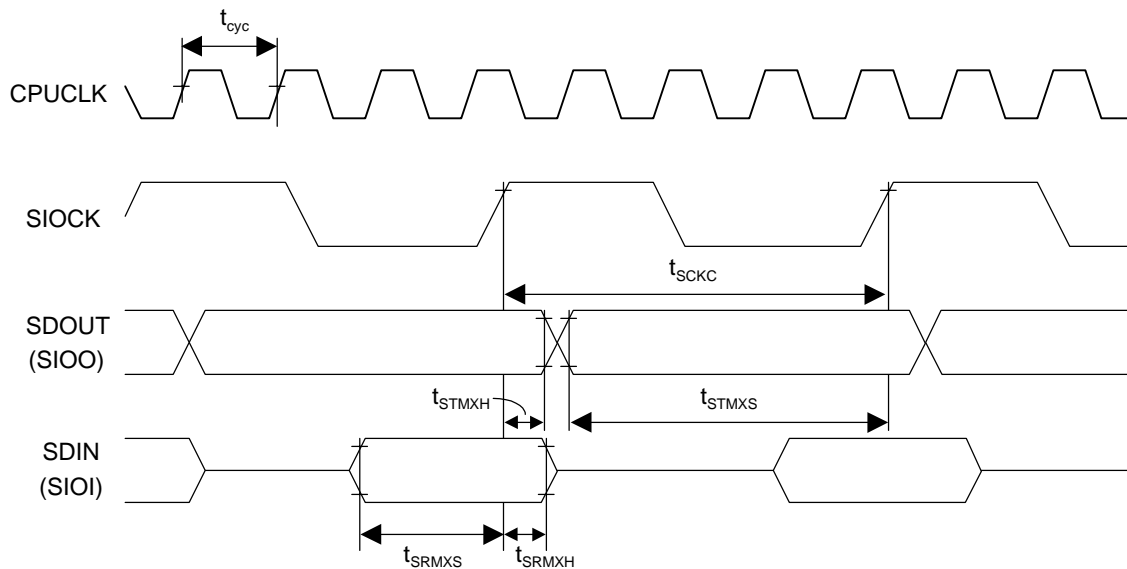 tcyc
CPUCLK
SIOCK
tSCKC
SDOUT
(SIOO)
tSTMXH
tSTMXS
SDIN
(SIOI)
tSRMXS
tSRMXH